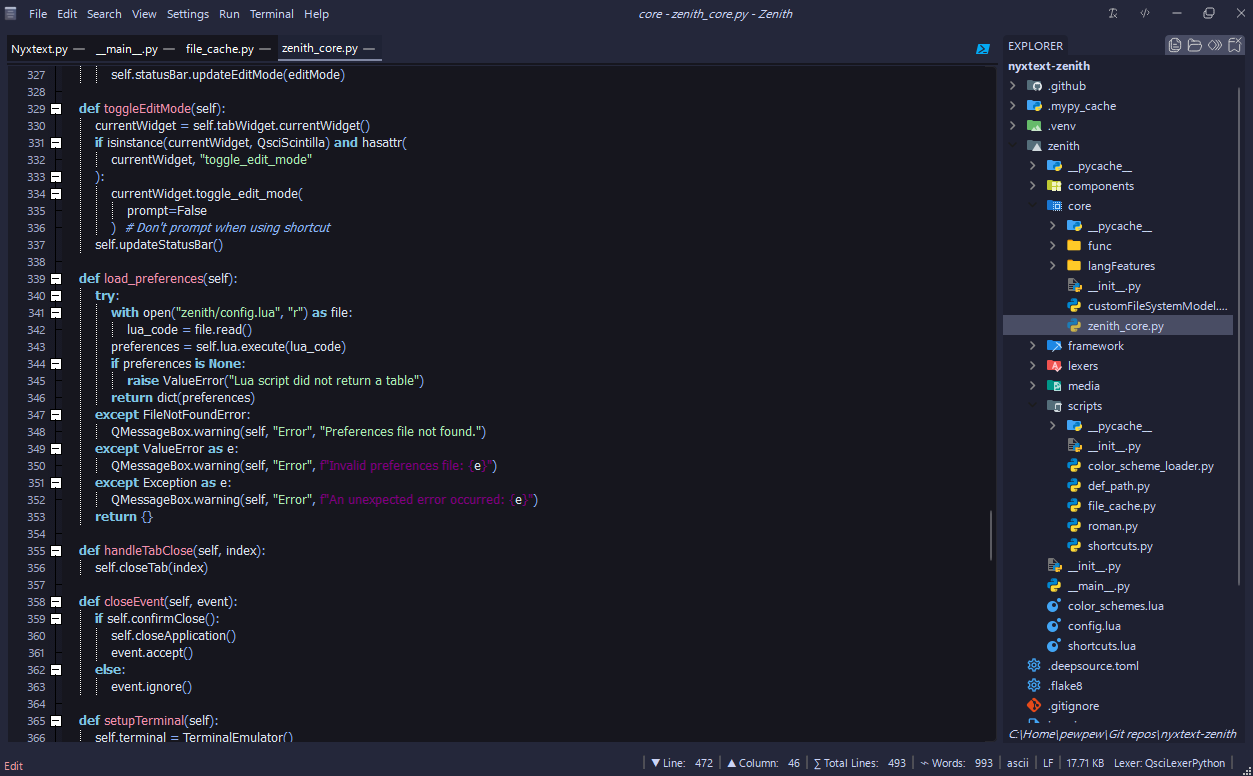 File Edit Search View Settings Run Terminal Help
core - zenith_core.py - Zenith
Nyxtext.py
__main__.py
file_cache.py
zenith_core.py
327 self.statusBar.updateEditMode(editMode)
328
329 def toggleEditMode(self):
330 currentWidget = self.tabWidget.currentWidget()
331 if isinstance(currentWidget, QsciScintilla) and hasattr(
332 currentWidget, "toggle_edit_mode"
333 ):
334 currentWidget.toggle_edit_mode(
335 prompt=False
336 ) # Don't prompt when using shortcut
337 self.updateStatusBar()
338
339 def load_preferences(self):
340 try:
341 with open("zenith/config.lua", "r") as file:
342 lua_code = file.read()
343 preferences = self.lua.execute(lua_code)
344 if preferences is None:
345 raise ValueError("Lua script did not return a table")
346 return dict(preferences)
347 except FileNotFoundError:
348 QMessageBox.warning(self, "Error", "Preferences file not found.")
349 except ValueError as e:
350 QMessageBox.warning(self, "Error", f"Invalid preferences file: {e}")
351 except Exception as e:
352 QMessageBox.warning(self, "Error", f"An unexpected error occurred: {e}")
353 return {}
354
355 def handleTabClose(self, index):
356 self.closeTab(index)
357
358 def closeEvent(self, event):
359 if self.confirmClose():
360 self.closeApplication()
361 event.accept()
362 else:
363 event.ignore()
364
365 def setupTerminal(self):
366 self.terminal = TerminalEmulator()
EXPLORER
nyxtext-zenith
.github
.mypy_cache
.venv
zenith
__pycache__
components
core
__pycache__
func
langFeatures
__init__.py
customFileSystemModel....
zenith_core.py
framework
lexers
media
scripts
__pycache__
__init__.py
color_scheme_loader.py
def_path.py
file_cache.py
roman.py
shortcuts.py
__init__.py
__main__.py
color_schemes.lua
config.lua
shortcuts.lua
.deepsource.toml
.flake8
.gitignore
C:\Home\pewpew\Git repos\nyxtext-zenith
Edit
Line: 472
Column: 46
∑ Total Lines: 493
Words: 993
ascii
LF
17.71 KB
Lexer: QsciLexerPython